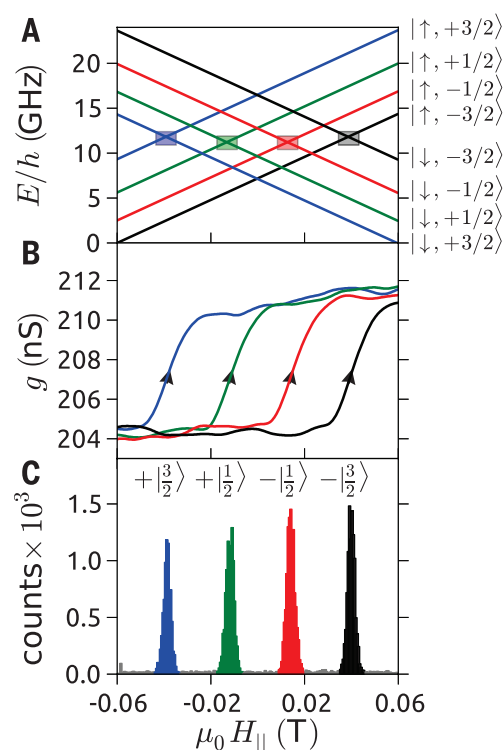 A
E/h (GHz)
20
15
10
5
0
|↑, +3/2⟩
|↑, +1/2⟩
|↑, −1/2⟩
|↑, −3/2⟩
|↓, −3/2⟩
|↓, −1/2⟩
|↓, +1/2⟩
|↓, +3/2⟩
B
g (nS)
212
210
208
206
204
C
counts × 10³
+|3/2⟩ +|1/2⟩ −|1/2⟩ −|3/2⟩
1.5
1.0
0.5
0.0
-0.06 -0.02 0.02 0.06
μ₀H|| (T)